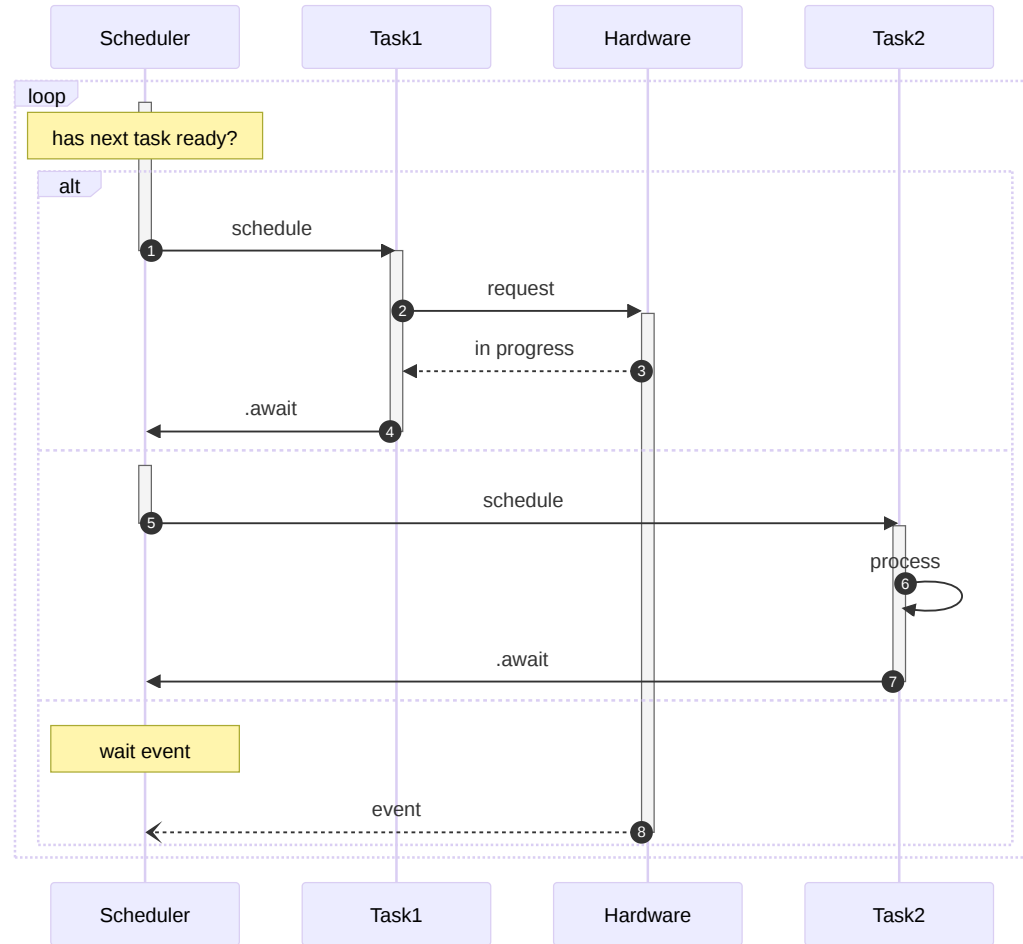 Scheduler
Task1
Hardware
Task2
loop
has next task ready?
alt
schedule
1
request
2
in progress
3
.await
4
schedule
5
process
6
.await
7
wait event
event
8
Scheduler
Task1
Hardware
Task2